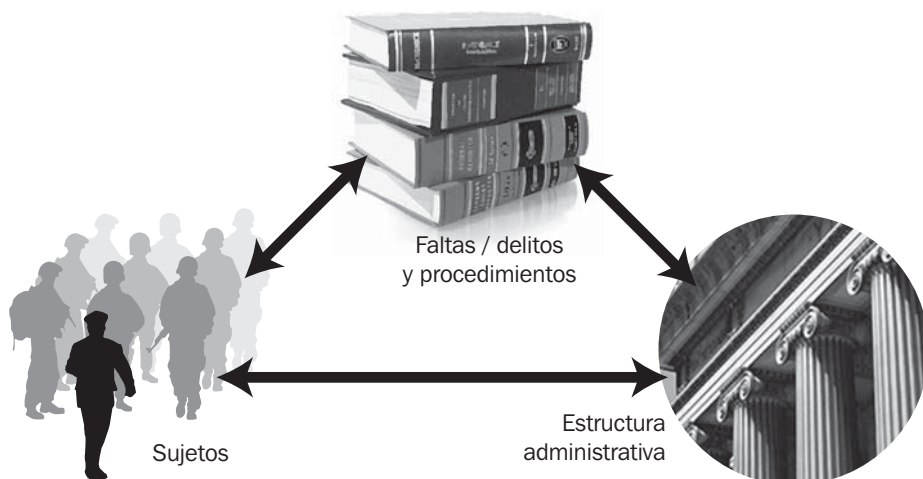 Faltas / delitos
y procedimientos
Sujetos
Estructura
administrativa